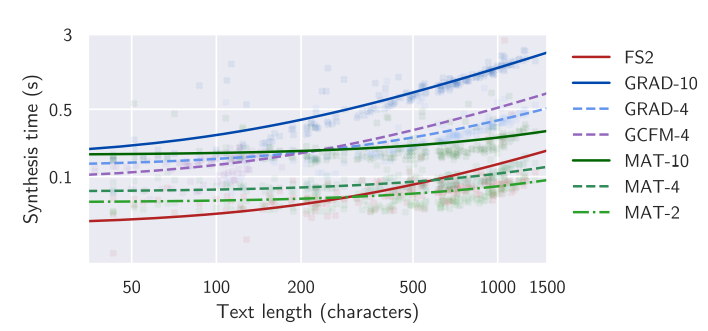 3
0.5
0.1
Synthesis time (s)
50 100 200 500 1000 1500
Text length (characters)
FS2
GRAD-10
GRAD-4
GCFM-4
MAT-10
MAT-4
MAT-2